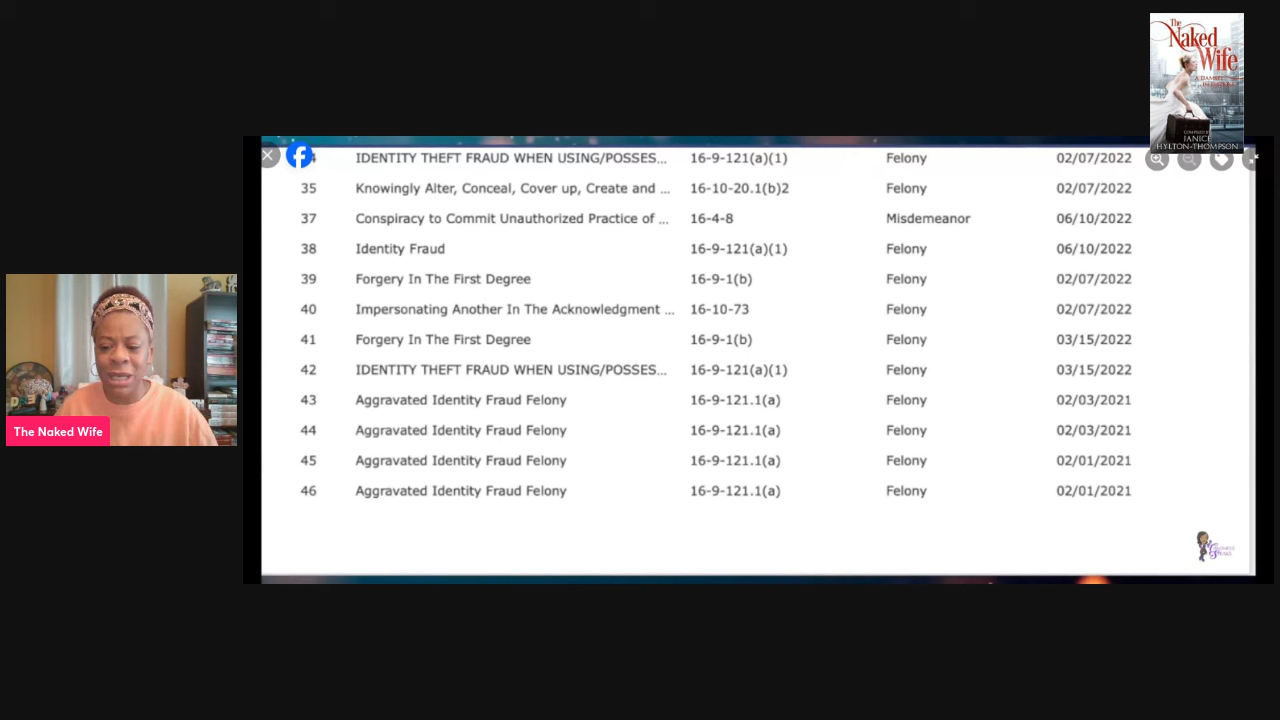 The
Naked
Wife
A DAMSEL
IN DISTRESS
COMPOSED BY
JANICE
HYLTON-THOMPSON
4 IDENTITY THEFT FRAUD WHEN USING/POSSES... 16-9-121(a)(1) Felony 02/07/2022
35 Knowingly Alter, Conceal, Cover up, Create and ... 16-10-20.1(b)2 Felony 02/07/2022
37 Conspiracy to Commit Unauthorized Practice of ... 16-4-8 Misdemeanor 06/10/2022
38 Identity Fraud 16-9-121(a)(1) Felony 06/10/2022
39 Forgery In The First Degree 16-9-1(b) Felony 02/07/2022
40 Impersonating Another In The Acknowledgment ... 16-10-73 Felony 02/07/2022
41 Forgery In The First Degree 16-9-1(b) Felony 03/15/2022
42 IDENTITY THEFT FRAUD WHEN USING/POSSES... 16-9-121(a)(1) Felony 03/15/2022
43 Aggravated Identity Fraud Felony 16-9-121.1(a) Felony 02/03/2021
44 Aggravated Identity Fraud Felony 16-9-121.1(a) Felony 02/03/2021
45 Aggravated Identity Fraud Felony 16-9-121.1(a) Felony 02/01/2021
46 Aggravated Identity Fraud Felony 16-9-121.1(a) Felony 02/01/2021
The Naked Wife